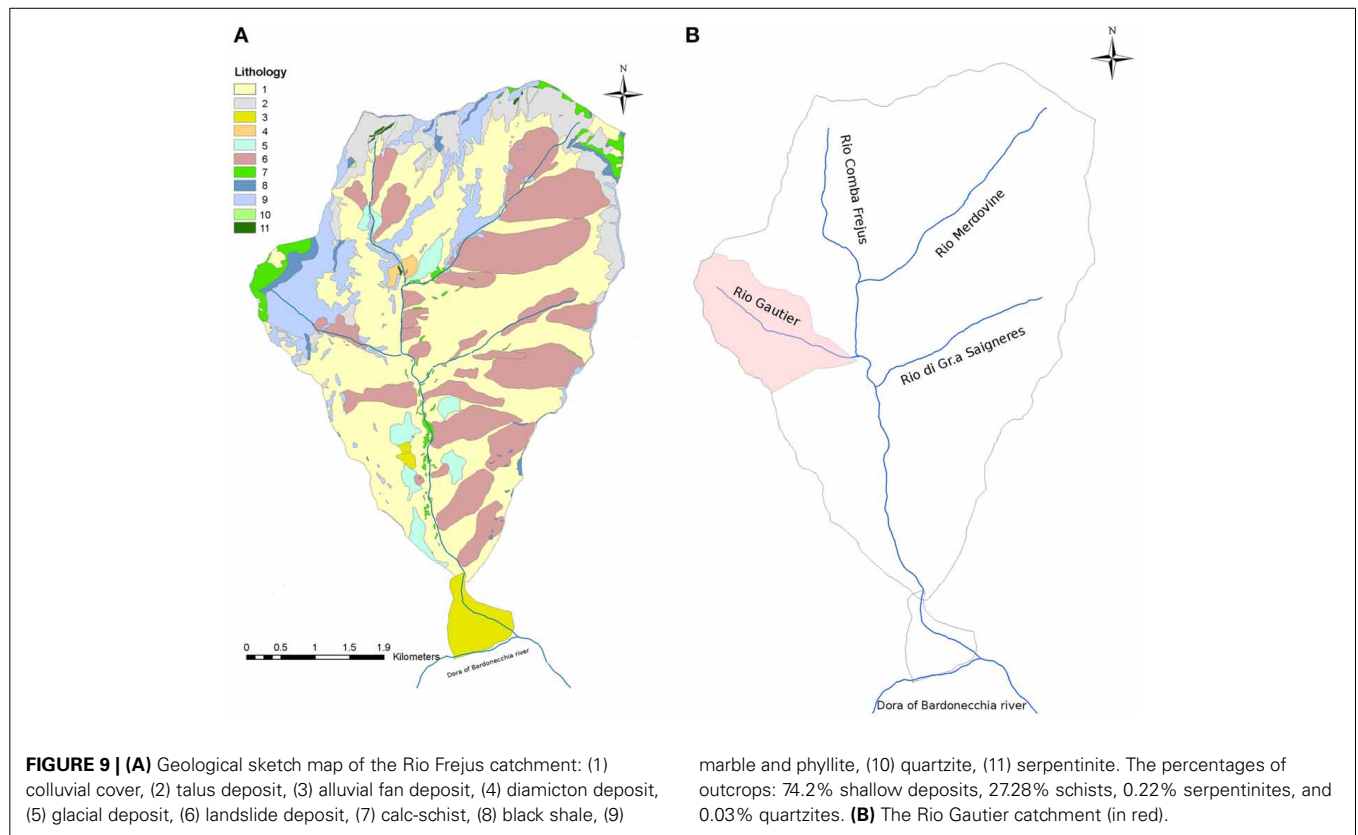 A
B
N
N
Lithology
1
2
3
4
5
6
7
8
9
10
11
Rio Comba Frejus
Rio Merdovine
Rio Gautier
Rio di Gr.a Saigneres
0 0.5 1 1.5 1.9
Kilometers
Dora of Bardonecchia river
Dora of Bardonecchia river
FIGURE 9 | (A) Geological sketch map of the Rio Frejus catchment: (1)
colluvial cover, (2) talus deposit, (3) alluvial fan deposit, (4) diamicton deposit,
(5) glacial deposit, (6) landslide deposit, (7) calc-schist, (8) black shale, (9)
marble and phyllite, (10) quartzite, (11) serpentinite. The percentages of
outcrops: 74.2% shallow deposits, 27.28% schists, 0.22% serpentinites, and
0.03% quartzites. (B) The Rio Gautier catchment (in red).